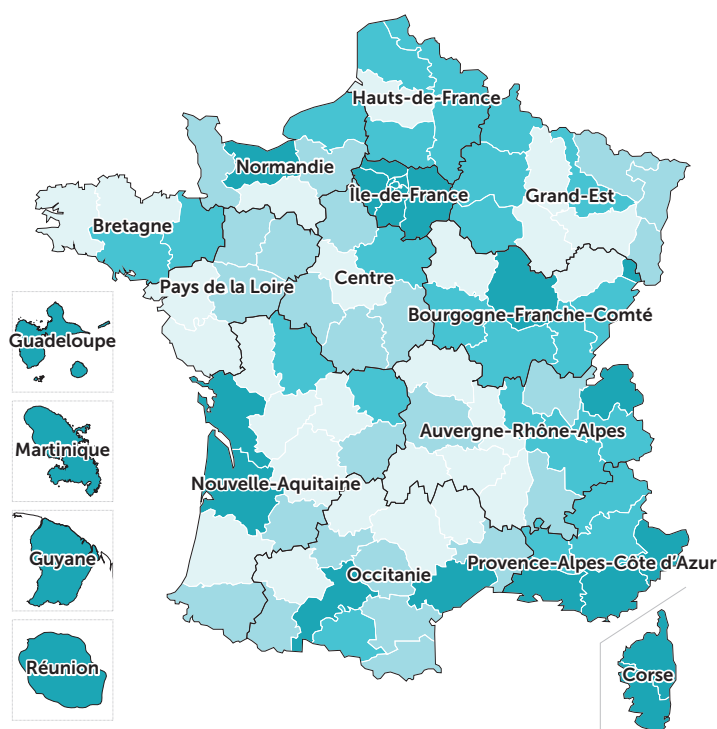 Hauts-de-France
Normandie
Île-de-France
Grand-Est
Bretagne
Centre
Pays de la Loire
Bourgogne-Franche-Comté
Guadeloupe
Auvergne-Rhône-Alpes
Martinique
Nouvelle-Aquitaine
Guyane
Occitanie
Provence-Alpes-Côte d'Azur
Réunion
Corse